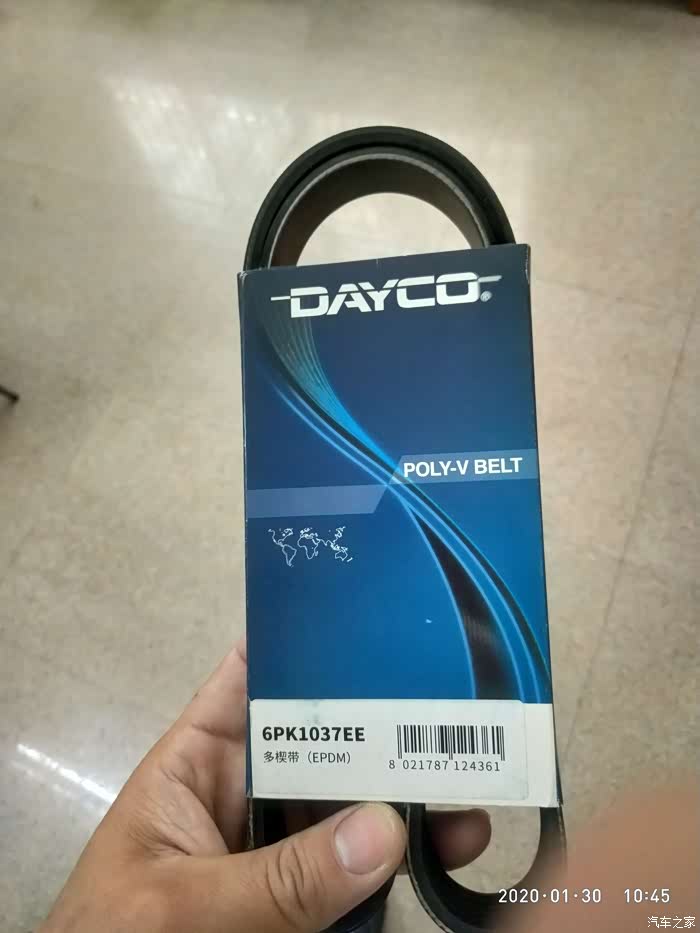 DAYCO®
POLY-V BELT
6PK1037EE
多楔带（EPDM）
8 021787 124361
2020·01·30 10:45
汽车之家